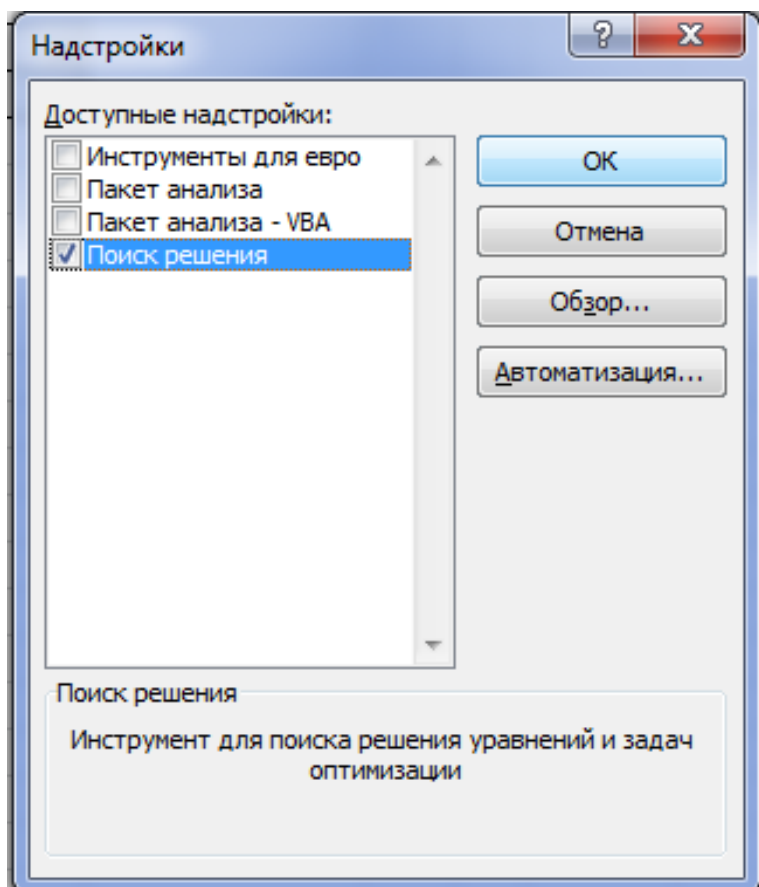 Надстройки
Доступные надстройки:
Инструменты для евро
Пакет анализа
Пакет анализа - VBA
Поиск решения
ОК
Отмена
Обзор...
Автоматизация...
Поиск решения
Инструмент для поиска решения уравнений и задач
оптимизации